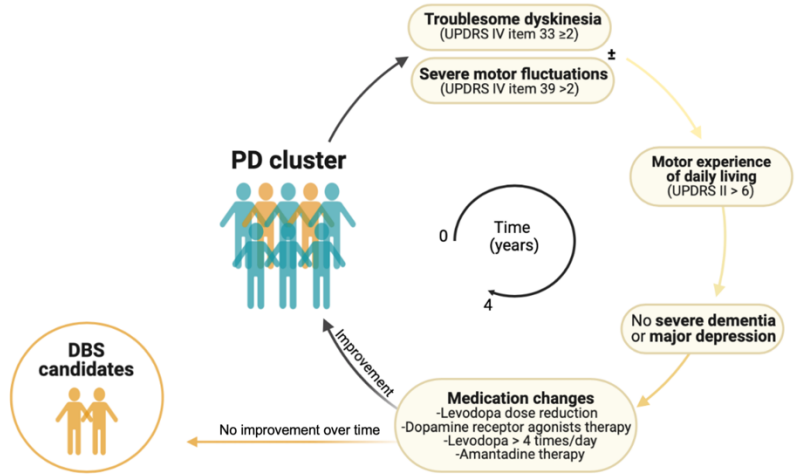 Troublesome dyskinesia
(UPDRS IV item 33 ≥2)
±
Severe motor fluctuations
(UPDRS IV item 39 >2)
PD cluster
Motor experience
of daily living
(UPDRS II > 6)
Time
(years)
0
4
No severe dementia
or major depression
Improvement
DBS
candidates
Medication changes
-Levodopa dose reduction
-Dopamine receptor agonists therapy
-Levodopa > 4 times/day
-Amantadine therapy
No improvement over time